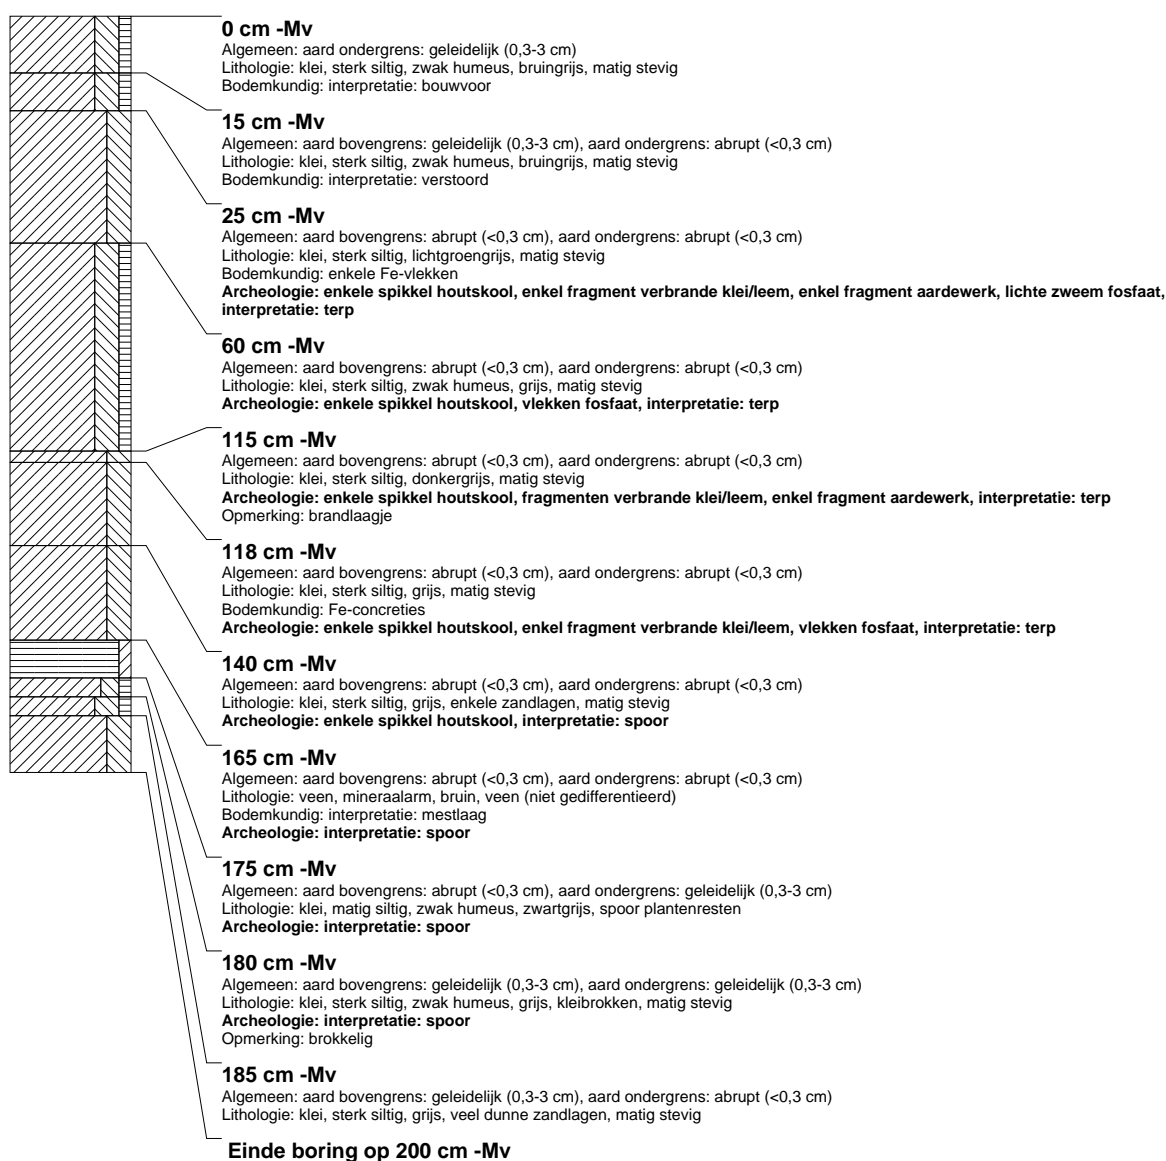 0 cm -Mv
Algemeen: aard ondergrens: geleidelijk (0,3-3 cm)
Lithologie: klei, sterk siltig, zwak humeus, bruingrijs, matig stevig
Bodemkundig: interpretatie: bouwvoor
15 cm -Mv
Algemeen: aard bovengrens: geleidelijk (0,3-3 cm), aard ondergrens: abrupt (<0,3 cm)
Lithologie: klei, sterk siltig, zwak humeus, bruingrijs, matig stevig
Bodemkundig: interpretatie: verstoord
25 cm -Mv
Algemeen: aard bovengrens: abrupt (<0,3 cm), aard ondergrens: abrupt (<0,3 cm)
Lithologie: klei, sterk siltig, lichtgroengrijs, matig stevig
Bodemkundig: enkele Fe-vlekken
Archeologie: enkele spikkel houtskool, enkel fragment verbrande klei/leem, enkel fragment aardewerk, lichte zweem fosfaat,
interpretatie: terp
60 cm -Mv
Algemeen: aard bovengrens: abrupt (<0,3 cm), aard ondergrens: abrupt (<0,3 cm)
Lithologie: klei, sterk siltig, zwak humeus, grijs, matig stevig
Archeologie: enkele spikkel houtskool, vlekken fosfaat, interpretatie: terp
115 cm -Mv
Algemeen: aard bovengrens: abrupt (<0,3 cm), aard ondergrens: abrupt (<0,3 cm)
Lithologie: klei, sterk siltig, donkergrijs, matig stevig
Archeologie: enkele spikkel houtskool, fragmenten verbrande klei/leem, enkel fragment aardewerk, interpretatie: terp
Opmerking: brandlaagje
118 cm -Mv
Algemeen: aard bovengrens: abrupt (<0,3 cm), aard ondergrens: abrupt (<0,3 cm)
Lithologie: klei, sterk siltig, grijs, matig stevig
Bodemkundig: Fe-concreties
Archeologie: enkele spikkel houtskool, enkel fragment verbrande klei/leem, vlekken fosfaat, interpretatie: terp
140 cm -Mv
Algemeen: aard bovengrens: abrupt (<0,3 cm), aard ondergrens: abrupt (<0,3 cm)
Lithologie: klei, sterk siltig, grijs, enkele zandlagen, matig stevig
Archeologie: enkele spikkel houtskool, interpretatie: spoor
165 cm -Mv
Algemeen: aard bovengrens: abrupt (<0,3 cm), aard ondergrens: abrupt (<0,3 cm)
Lithologie: veen, mineraalarm, bruin, veen (niet gedifferentieerd)
Bodemkundig: interpretatie: mestlaag
Archeologie: interpretatie: spoor
175 cm -Mv
Algemeen: aard bovengrens: abrupt (<0,3 cm), aard ondergrens: geleidelijk (0,3-3 cm)
Lithologie: klei, matig siltig, zwak humeus, zwartgrijs, spoor plantenresten
Archeologie: interpretatie: spoor
180 cm -Mv
Algemeen: aard bovengrens: geleidelijk (0,3-3 cm), aard ondergrens: geleidelijk (0,3-3 cm)
Lithologie: klei, sterk siltig, zwak humeus, grijs, kleibrokken, matig stevig
Archeologie: interpretatie: spoor
Opmerking: brokkelig
185 cm -Mv
Algemeen: aard bovengrens: geleidelijk (0,3-3 cm), aard ondergrens: abrupt (<0,3 cm)
Lithologie: klei, sterk siltig, grijs, veel dunne zandlagen, matig stevig
Einde boring op 200 cm -Mv